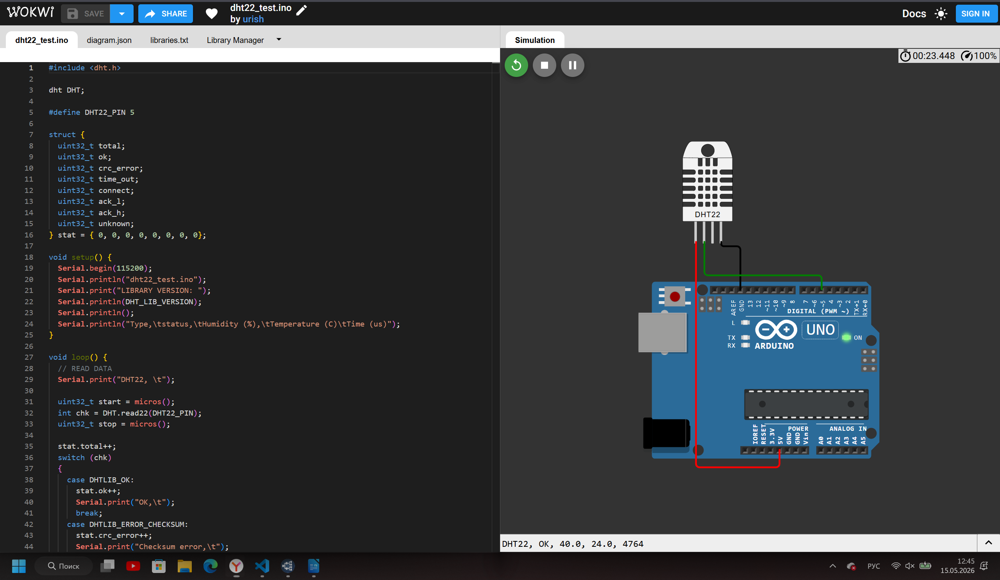 WOKWI SAVE SHARE dht22_test.ino
by urish
Docs SIGN IN
dht22_test.ino diagram.json libraries.txt Library Manager
Simulation
00:23.448 100%
1 #include <dht.h>
2
3 dht DHT;
4
5 #define DHT22_PIN 5
6
7 struct {
8 uint32_t total;
9 uint32_t ok;
10 uint32_t crc_error;
11 uint32_t time_out;
12 uint32_t connect;
13 uint32_t ack_l;
14 uint32_t ack_h;
15 uint32_t unknown;
16 } stat = { 0, 0, 0, 0, 0, 0, 0, 0};
17
18 void setup() {
19 Serial.begin(115200);
20 Serial.println("dht22_test.ino");
21 Serial.print("LIBRARY VERSION: ");
22 Serial.println(DHT_LIB_VERSION);
23 Serial.println();
24 Serial.println("Type,\tstatus,\tHumidity (%),\tTemperature (C)\tTime (us)");
25 }
26
27 void loop() {
28 // READ DATA
29 Serial.print("DHT22, \t");
30
31 uint32_t start = micros();
32 int chk = DHT.read22(DHT22_PIN);
33 uint32_t stop = micros();
34
35 stat.total++;
36 switch (chk)
37 {
38 case DHTLIB_OK:
39 stat.ok++;
40 Serial.print("OK,\t");
41 break;
42 case DHTLIB_ERROR_CHECKSUM:
43 stat.crc_error++;
44 Serial.print("Checksum error,\t");
DHT22
AREF GND 13 12 ~11 ~10 ~9 8 7 ~6 ~5 4 ~3 2 TX→1 RX←0
DIGITAL (PWM ~)
L
UNO
TX ON
RX ARDUINO
POWER ANALOG IN
IOREF RESET 3.3V 5V GND GND Vin A0 A1 A2 A3 A4 A5
DHT22, OK, 40.0, 24.0, 4764
Поиск
РУС
12:45
15.05.2026